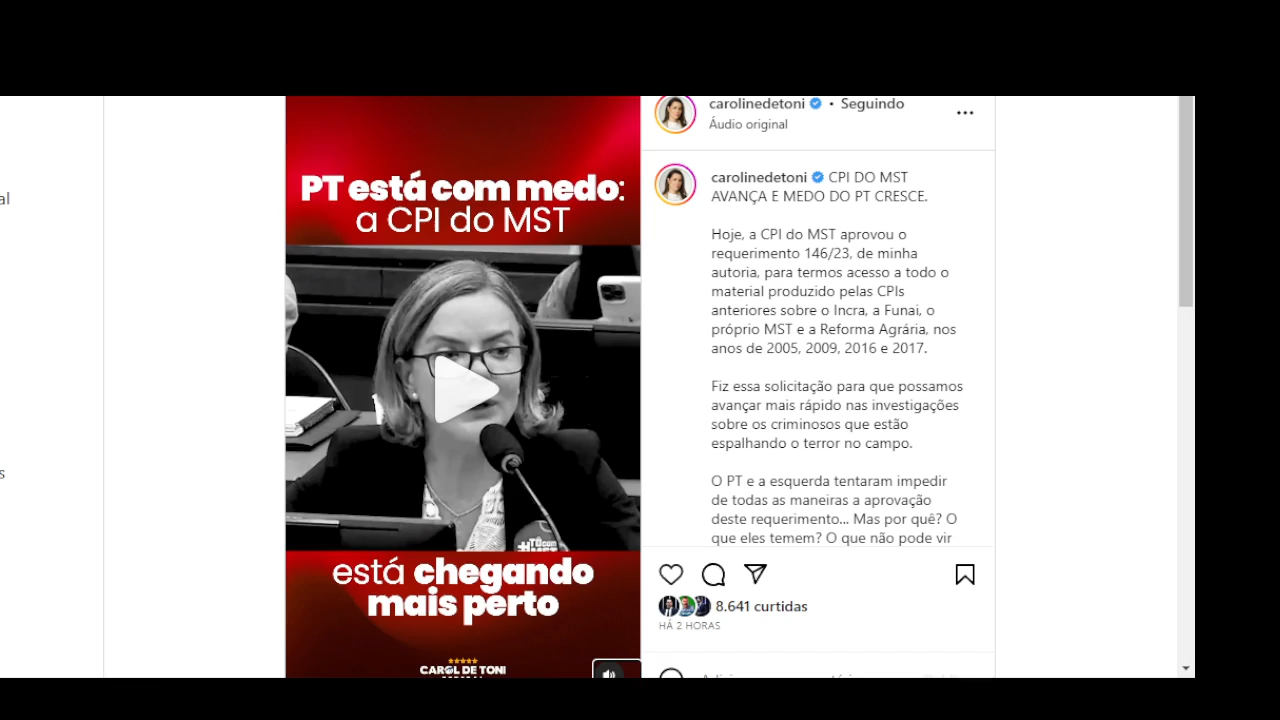 al
s
PT está com medo:
a CPI do MST
#TôCom
MST
está chegando
mais perto
CAROL DE TONI
carolinedetoni • Seguindo
Áudio original
carolinedetoni CPI DO MST
AVANÇA E MEDO DO PT CRESCE.
Hoje, a CPI do MST aprovou o
requerimento 146/23, de minha
autoria, para termos acesso a todo o
material produzido pelas CPIs
anteriores sobre o Incra, a Funai, o
próprio MST e a Reforma Agrária, nos
anos de 2005, 2009, 2016 e 2017.
Fiz essa solicitação para que possamos
avançar mais rápido nas investigações
sobre os criminosos que estão
espalhando o terror no campo.
O PT e a esquerda tentaram impedir
de todas as maneiras a aprovação
deste requerimento... Mas por quê? O
que eles temem? O que não pode vir
8.641 curtidas
HÁ 2 HORAS